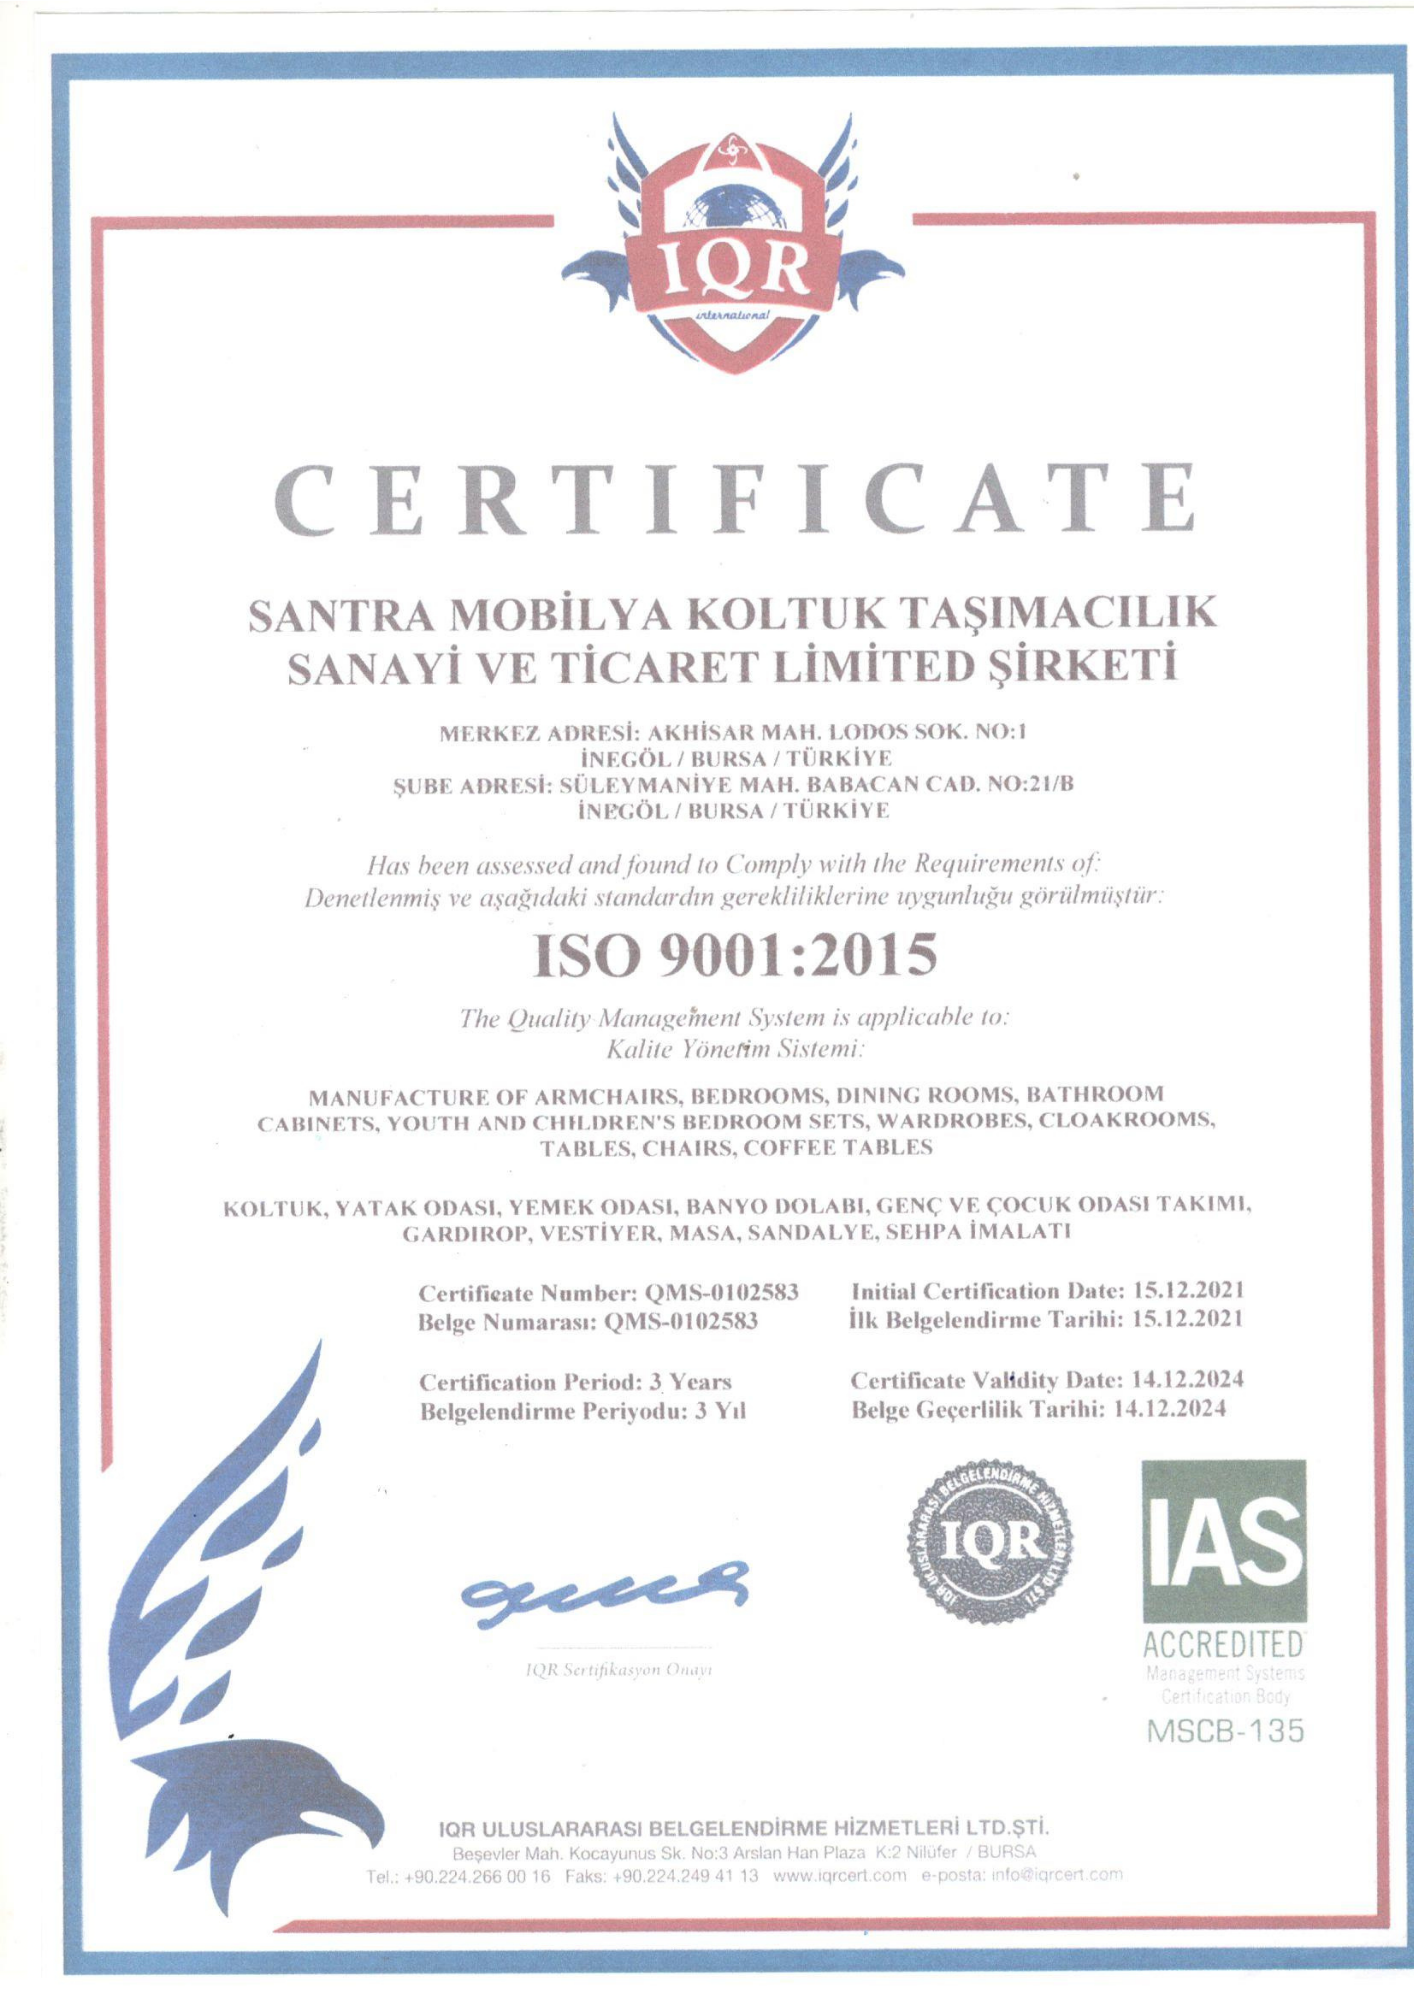 IQR
international
CERTIFICATE
SANTRA MOBİLYA KOLTUK TAŞIMACILIK
SANAYİ VE TİCARET LİMİTED ŞİRKETİ
MERKEZ ADRESİ: AKHİSAR MAH. LODOS SOK. NO:1
İNEGÖL / BURSA / TÜRKİYE
ŞUBE ADRESİ: SÜLEYMANİYE MAH. BABACAN CAD. NO:21/B
İNEGÖL / BURSA / TÜRKİYE
Has been assessed and found to Comply with the Requirements of:
Denetlenmiş ve aşağıdaki standardın gerekliliklerine uygunluğu görülmüştür:
ISO 9001:2015
The Quality Management System is applicable to:
Kalite Yönetim Sistemi:
MANUFACTURE OF ARMCHAIRS, BEDROOMS, DINING ROOMS, BATHROOM
CABINETS, YOUTH AND CHILDREN'S BEDROOM SETS, WARDROBES, CLOAKROOMS,
TABLES, CHAIRS, COFFEE TABLES
KOLTUK, YATAK ODASI, YEMEK ODASI, BANYO DOLABI, GENÇ VE ÇOCUK ODASI TAKIMI,
GARDIROP, VESTİYER, MASA, SANDALYE, SEHPA İMALATI
Certificate Number: QMS-0102583 Initial Certification Date: 15.12.2021
Belge Numarası: QMS-0102583 İlk Belgelendirme Tarihi: 15.12.2021
Certification Period: 3 Years Certificate Validity Date: 14.12.2024
Belgelendirme Periyodu: 3 Yıl Belge Geçerlilik Tarihi: 14.12.2024
IQR ULUSLARARASI BELGELENDİRME HİZMETLERİ LTD ŞTİ.
IQR
IAS
ACCREDITED
Management Systems
Certification Body
MSCB-135
IQR Sertifikasyon Onayı
IQR ULUSLARARASI BELGELENDİRME HİZMETLERİ LTD.ŞTİ.
Beşevler Mah. Kocayunus Sk. No:3 Arslan Han Plaza K:2 Nilüfer / BURSA
Tel.: +90.224.266 00 16 Faks: +90.224.249 41 13 www.iqrcert.com e-posta: info@iqrcert.com